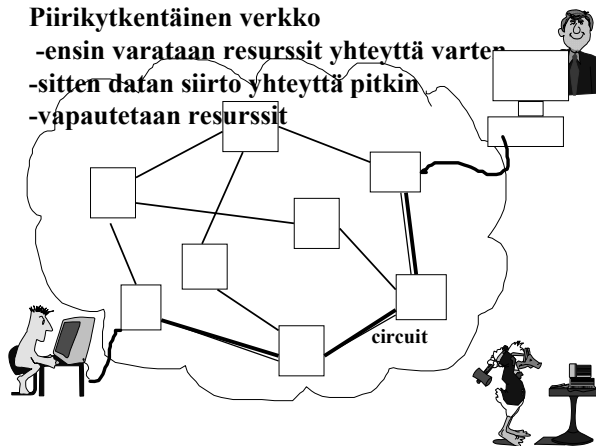 Piirikytkentäinen verkko
-ensin varataan resurssit yhteyttä varten
-sitten datan siirto yhteyttä pitkin
-vapautetaan resurssit
circuit